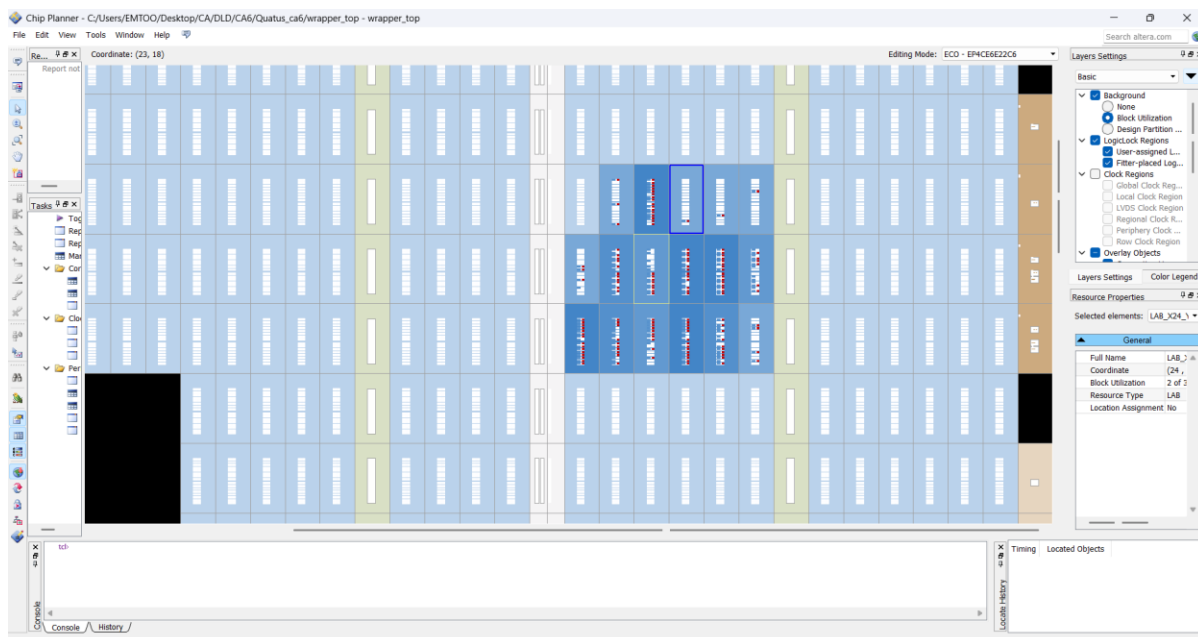 Chip Planner - C:/Users/EMTOO/Desktop/CA/DLD/CA6/Quatus_ca6/wrapper_top - wrapper_top
File Edit View Tools Window Help
Search altera.com
Re...
Coordinate: (23, 18)
Editing Mode: ECO - EP4CE6E22C6
Layers Settings
Report not
Basic
Background
None
Block Utilization
Design Partition ...
LogicLock Regions
User-assigned L...
Fitter-placed Log...
Clock Regions
Global Clock Reg...
Local Clock Region
LVDS Clock Region
Regional Clock R...
Periphery Clock ...
Row Clock Region
Overlay Objects
Tasks
Tog
Rep
Rep
Mar
Cor
Clo
Per
Layers Settings Color Legend
Resource Properties
Selected elements: LAB_X24_
General
Full Name LAB_
Coordinate (24 ,
Block Utilization 2 of
Resource Type LAB
Location Assignment No
tcl>
Console
Console History
Locate History
Timing Located Objects